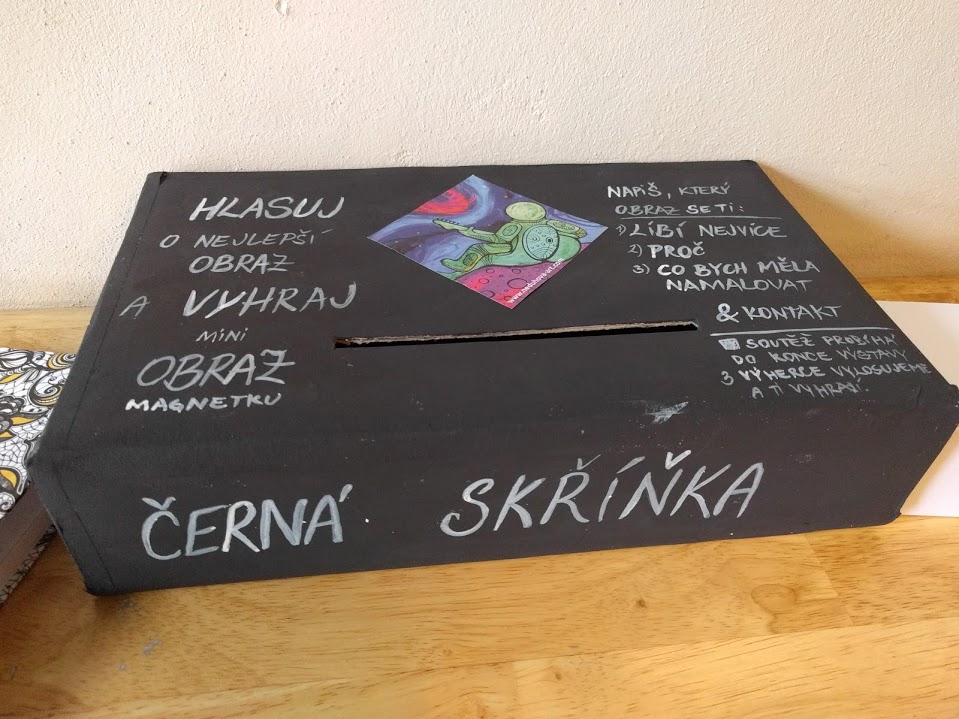 HLASUJ
O NEJLEPŠÍ
OBRAZ
A VYHRAJ
MINI
OBRAZ
MAGNETKU
NAPIŠ, KTERÝ
OBRAZ SE TI:
1) LÍBÍ NEJVÍCE
2) PROČ
3) CO BYCH MĚLA
NAMALOVAT
& KONTAKT
SOUTĚŽ PROBÍHÁ
DO KONCE VÝSTAVY
3 VÝHERCE VYLOSUJEME
A TI VYHRAJÍ.
ČERNÁ SKŘÍŇKA